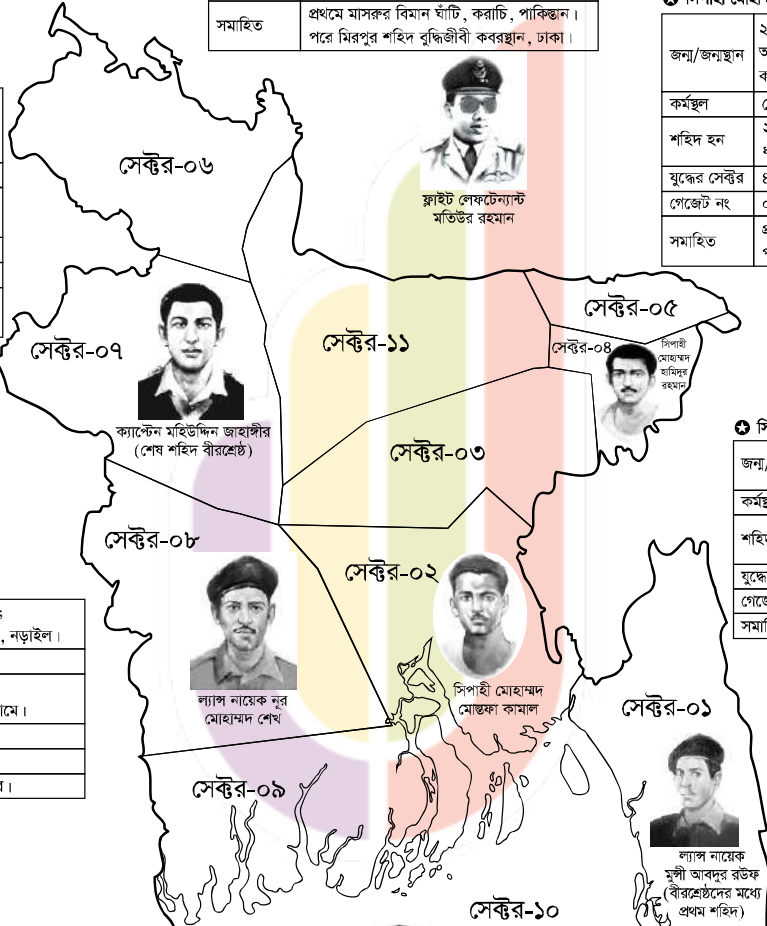 সমাহিত
প্রথমে মাসরুর বিমান ঘাঁটি, করাচি, পাকিস্তান।
পরে মিরপুর শহিদ বুদ্ধিজীবী কবরস্থান, ঢাকা।
জন্ম/জন্মস্থান
কর্মস্থল
শহিদ হন
যুদ্ধের সেক্টর
গেজেট নং
সমাহিত
সেক্টর-০৬
ফ্লাইট লেফটেন্যান্ট
মতিউর রহমান
সেক্টর-০৫
সেক্টর-০৭
সেক্টর-১১
সেক্টর-০৪
সিপাহী
মোহাম্মদ
হামিদুর
রহমান
ক্যাপ্টেন মহিউদ্দিন জাহাঙ্গীর
(শেষ শহিদ বীরশ্রেষ্ঠ)
সেক্টর-০৩
সেক্টর-০৮
সেক্টর-০২
, নড়াইল।
ল্যান্স নায়েক নূর
মোহাম্মদ শেখ
সিপাহী মোহাম্মদ
মোস্তফা কামাল
সেক্টর-০১
সেক্টর-০৯
ল্যান্স নায়েক
মুন্সী আবদুর রউফ
(বীরশ্রেষ্ঠদের মধ্যে
প্রথম শহিদ)
সেক্টর-১০